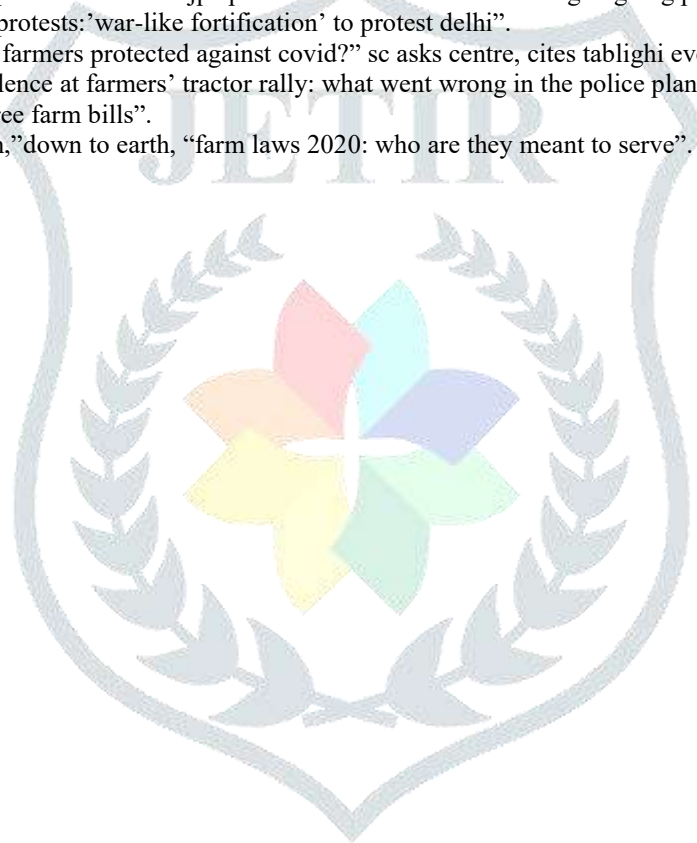 protests:’war-like fortification’ to protest delhi”.
farmers protected against covid?” sc asks centre, cites tablighi
lence at farmers’ tractor rally: what went wrong in the police plan
ee farm bills”.
,”down to earth, “farm laws 2020: who are they meant to serve”.
JETIR